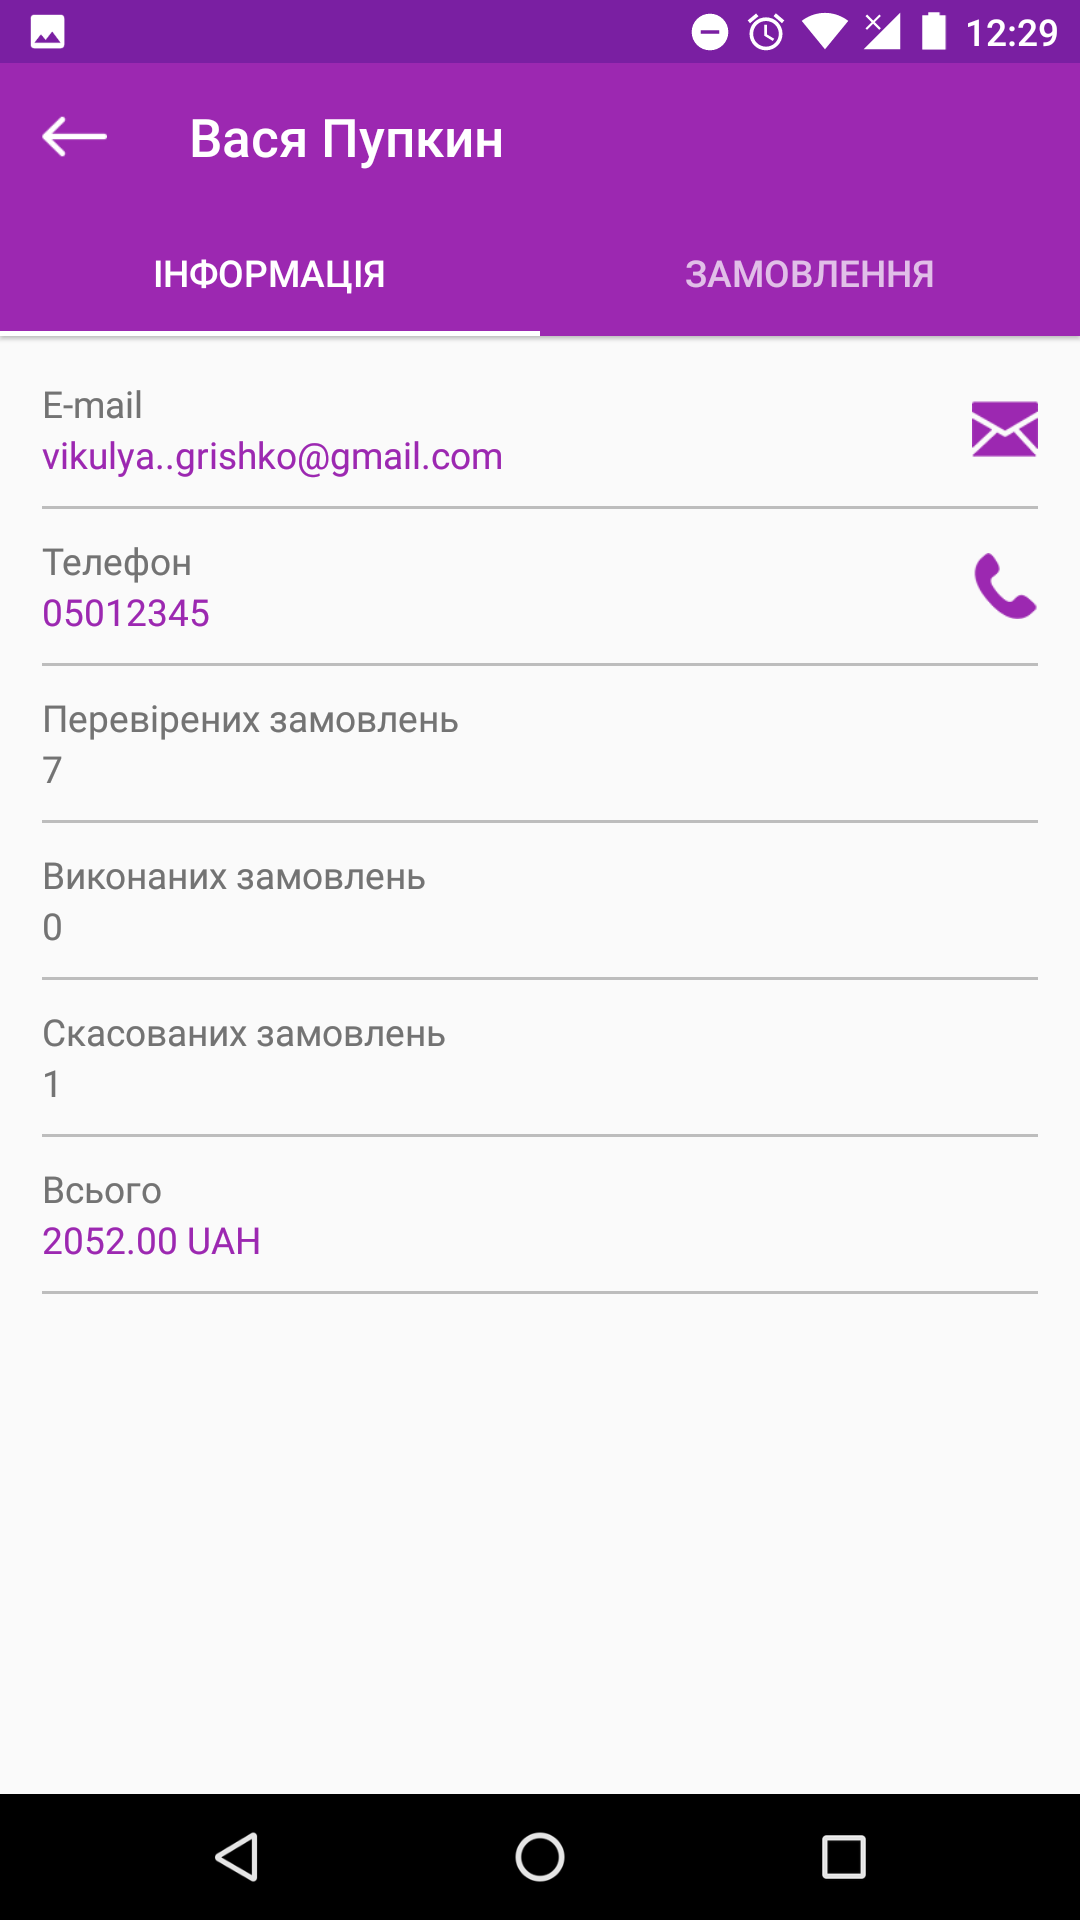 12:29
Вася Пупкин
ІНФОРМАЦІЯ
ЗАМОВЛЕННЯ
E-mail
vikulya..grishko@gmail.com
Телефон
05012345
Перевірених замовлень
7
Виконаних замовлень
0
Скасованих замовлень
1
Всього
2052.00 UAH